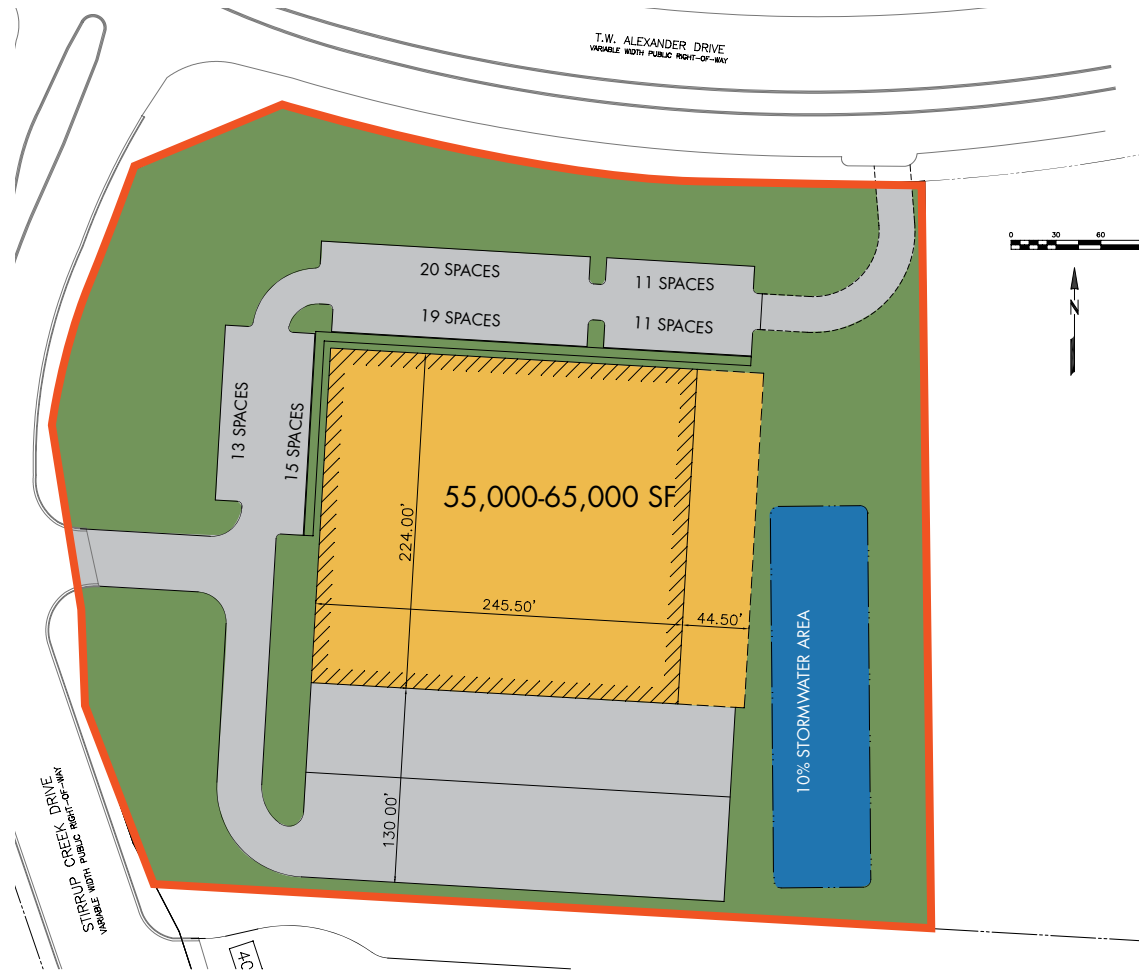 T.W. ALEXANDER DRIVE
VARIABLE WIDTH PUBLIC RIGHT-OF-WAY
0 30 60
N
20 SPACES
11 SPACES
19 SPACES
11 SPACES
13 SPACES
15 SPACES
55,000-65,000 SF
224.00'
245.50'
44.50'
10% STORMWATER AREA
130.00'
STIRRUP CREEK DRIVE
VARIABLE WIDTH PUBLIC RIGHT-OF-WAY